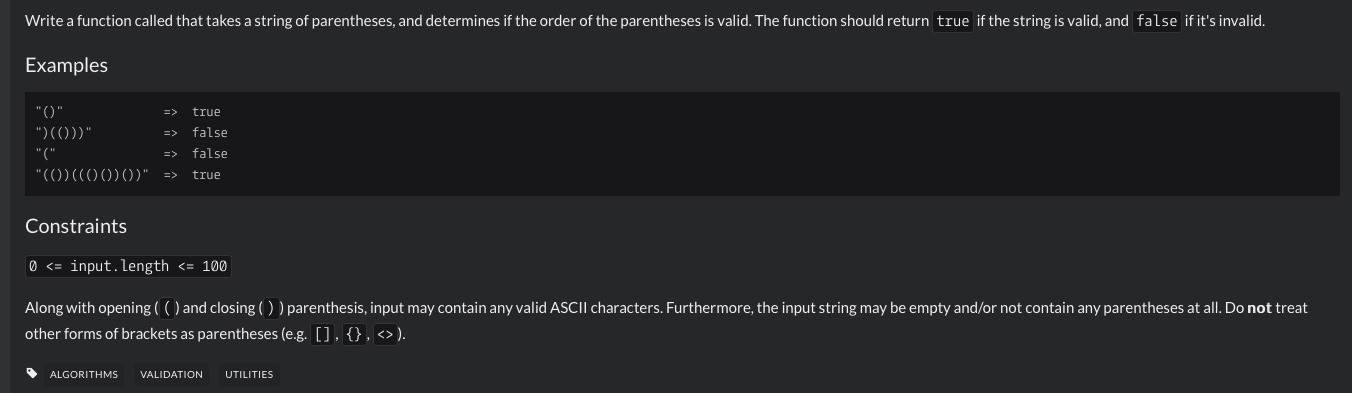 Write a function called that takes a string of parentheses, and determines if the order of the parentheses is valid. The function should return true if the string is valid, and false if it's invalid.
Examples
"()" => true
")(()))" => false
"(" => false
"(())((()())())" => true
Constraints
0 <= input.length <= 100
Along with opening ( ( ) and closing ( ) ) parenthesis, input may contain any valid ASCII characters. Furthermore, the input string may be empty and/or not contain any parentheses at all. Do not treat
other forms of brackets as parentheses (e.g. [] , {} , <> ).
ALGORITHMS VALIDATION UTILITIES